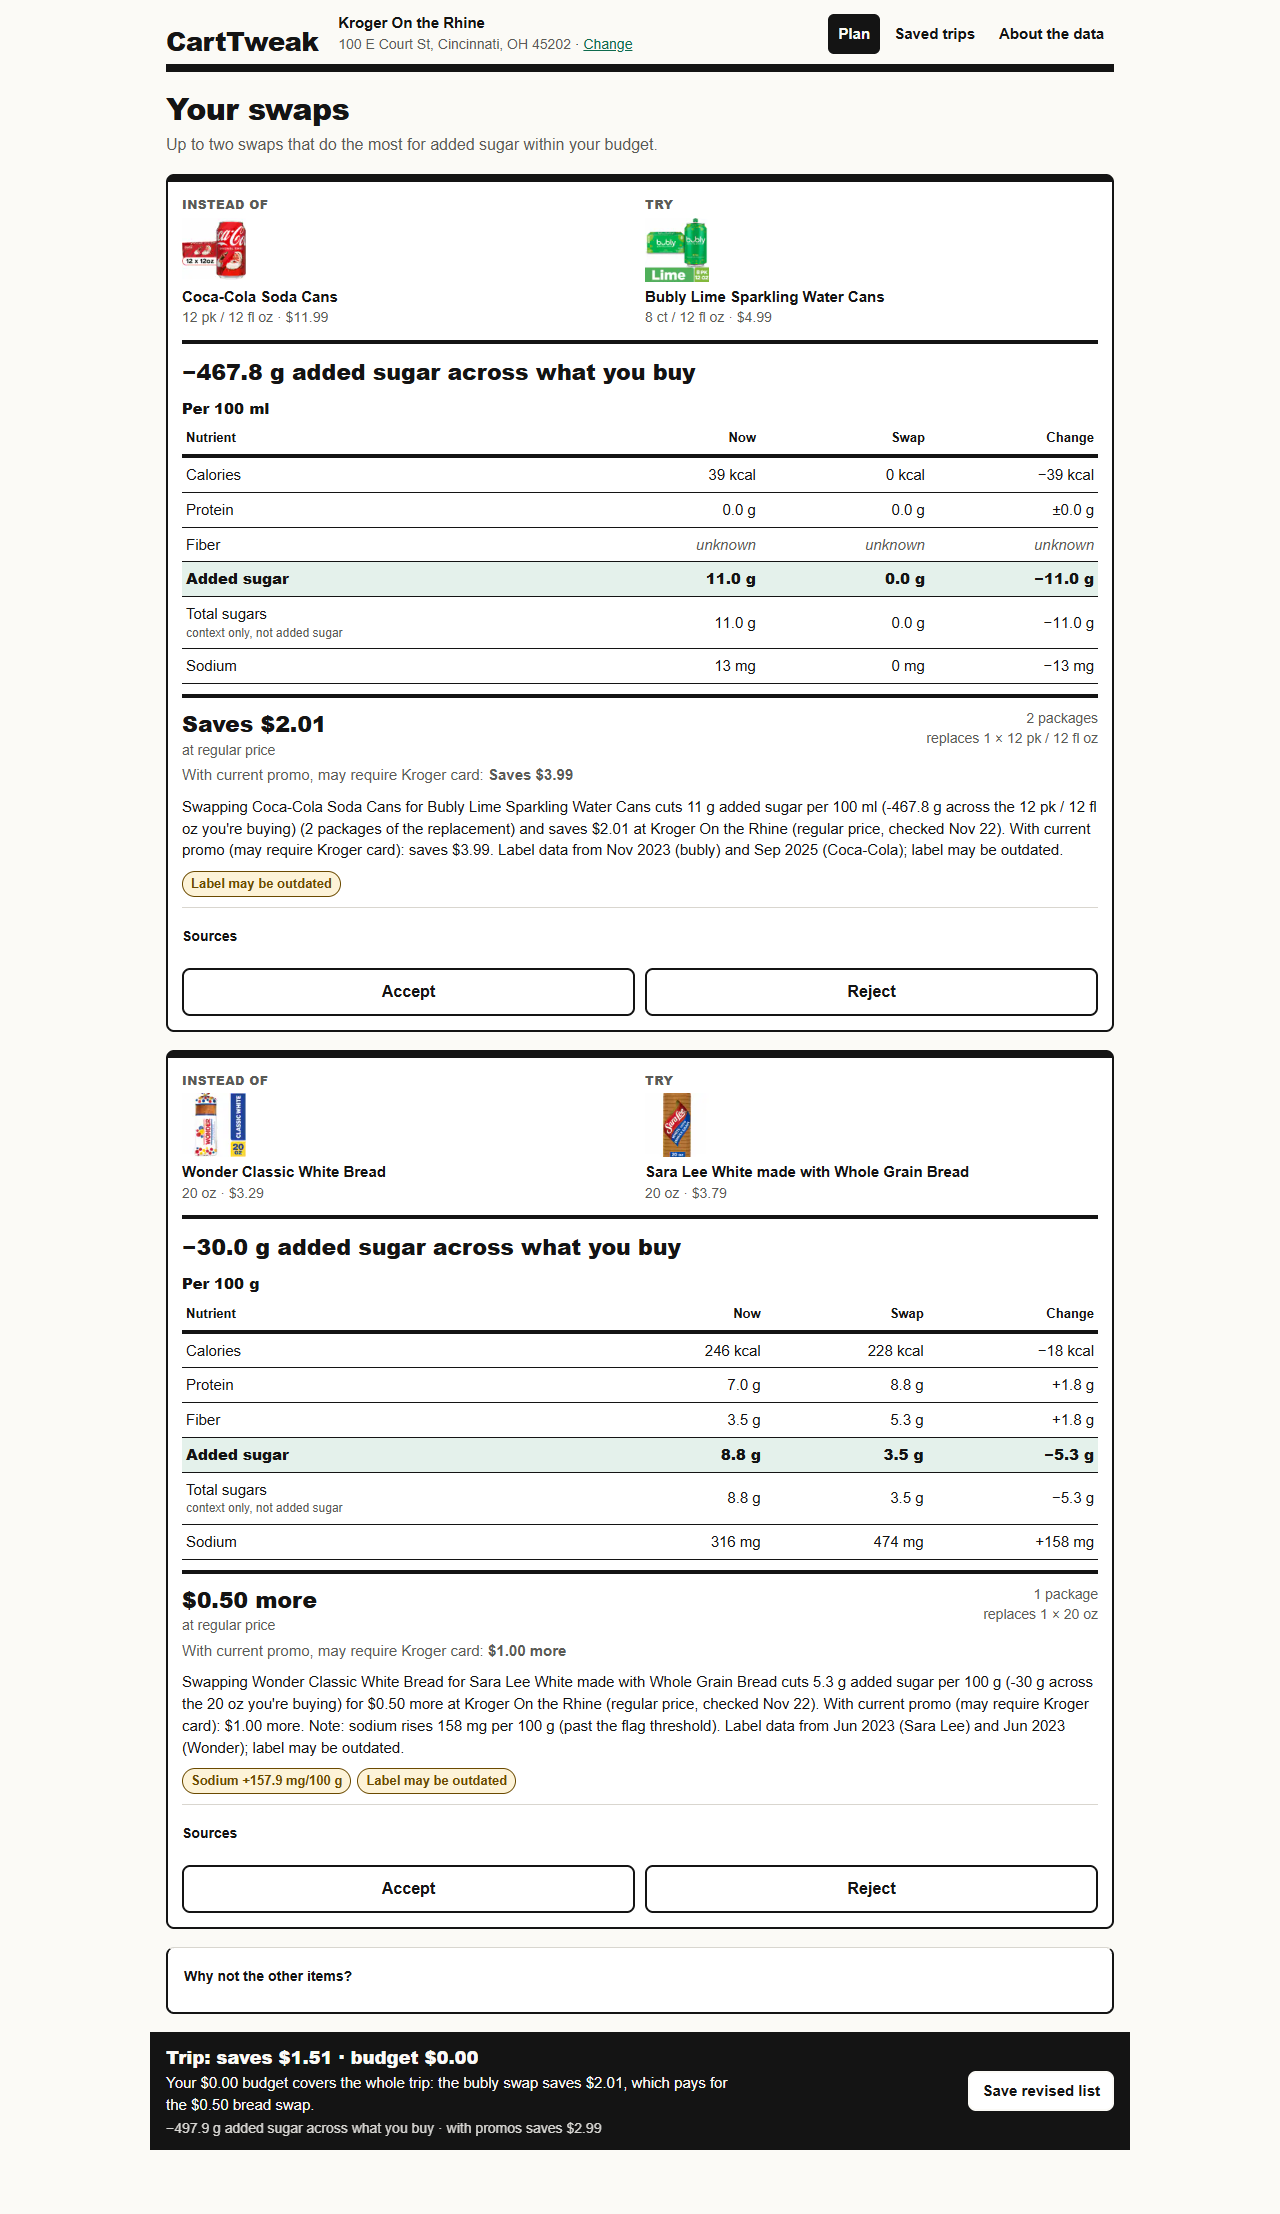 CartTweak
Kroger On the Rhine
100 E Court St, Cincinnati, OH 45202 · Change
Plan
Saved trips
About the data
Your swaps
Up to two swaps that do the most for added sugar within your budget.
INSTEAD OF
Coca-Cola
12 x 12oz
Coca-Cola Soda Cans
12 pk / 12 fl oz · $11.99
TRY
bubly
bubly
Lime
8 PK
12 OZ
Bubly Lime Sparkling Water Cans
8 ct / 12 fl oz · $4.99
−467.8 g added sugar across what you buy
Per 100 ml
Nutrient Now Swap Change
Calories 39 kcal 0 kcal −39 kcal
Protein 0.0 g 0.0 g ±0.0 g
Fiber unknown unknown unknown
Added sugar 11.0 g 0.0 g −11.0 g
Total sugars 11.0 g 0.0 g −11.0 g
context only, not added sugar
Sodium 13 mg 0 mg −13 mg
Saves $2.01
at regular price
2 packages
replaces 1 × 12 pk / 12 fl oz
With current promo, may require Kroger card: Saves $3.99
Swapping Coca-Cola Soda Cans for Bubly Lime Sparkling Water Cans cuts 11 g added sugar per 100 ml (-467.8 g across the 12 pk / 12 fl
oz you're buying) (2 packages of the replacement) and saves $2.01 at Kroger On the Rhine (regular price, checked Nov 22). With current
promo (may require Kroger card): saves $3.99. Label data from Nov 2023 (bubly) and Sep 2025 (Coca-Cola); label may be outdated.
Label may be outdated
Sources
Accept
Reject
INSTEAD OF
WONDER
CLASSIC WHITE
20
OZ
Wonder Classic White Bread
20 oz · $3.29
TRY
Sara Lee
20 oz
Sara Lee White made with Whole Grain Bread
20 oz · $3.79
−30.0 g added sugar across what you buy
Per 100 g
Nutrient Now Swap Change
Calories 246 kcal 228 kcal −18 kcal
Protein 7.0 g 8.8 g +1.8 g
Fiber 3.5 g 5.3 g +1.8 g
Added sugar 8.8 g 3.5 g −5.3 g
Total sugars 8.8 g 3.5 g −5.3 g
context only, not added sugar
Sodium 316 mg 474 mg +158 mg
$0.50 more
at regular price
1 package
replaces 1 × 20 oz
With current promo, may require Kroger card: $1.00 more
Swapping Wonder Classic White Bread for Sara Lee White made with Whole Grain Bread cuts 5.3 g added sugar per 100 g (-30 g across
the 20 oz you're buying) for $0.50 more at Kroger On the Rhine (regular price, checked Nov 22). With current promo (may require Kroger
card): $1.00 more. Note: sodium rises 158 mg per 100 g (past the flag threshold). Label data from Jun 2023 (Sara Lee) and Jun 2023
(Wonder); label may be outdated.
Sodium +157.9 mg/100 g
Label may be outdated
Sources
Accept
Reject
Why not the other items?
Trip: saves $1.51 · budget $0.00
Your $0.00 budget covers the whole trip: the bubly swap saves $2.01, which pays for
the $0.50 bread swap.
−497.9 g added sugar across what you buy · with promos saves $2.99
Save revised list